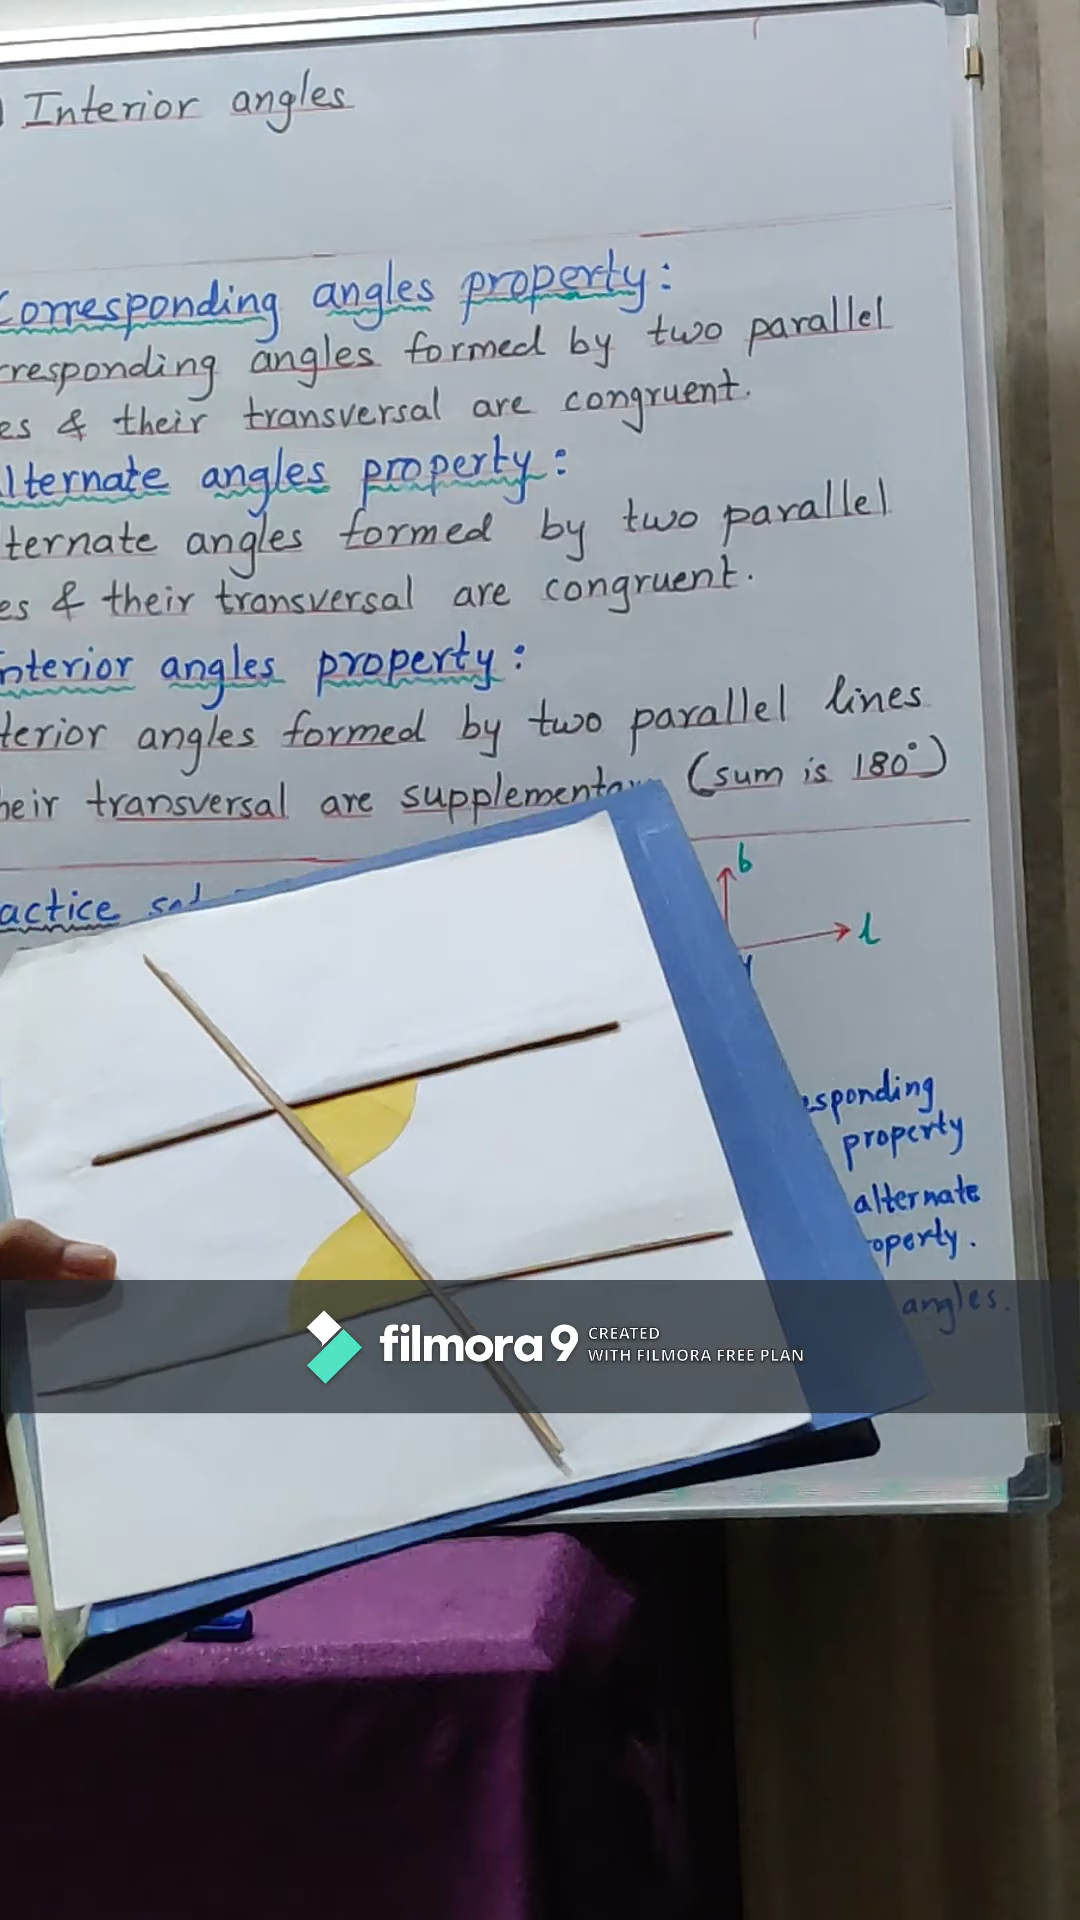 Interior angles
Corresponding angles property:
rresponding angles formed by two parallel
es & their transversal are congruent.
lternate angles property:
ternate angles formed by two parallel
es & their transversal are congruent.
nterior angles property:
terior angles formed by two parallel lines
heir transversal are supplementary (sum is 180°)
actice set
b
l
sponding
property
alternate
operty.
angles.
filmora9 CREATED
WITH FILMORA FREE PLAN